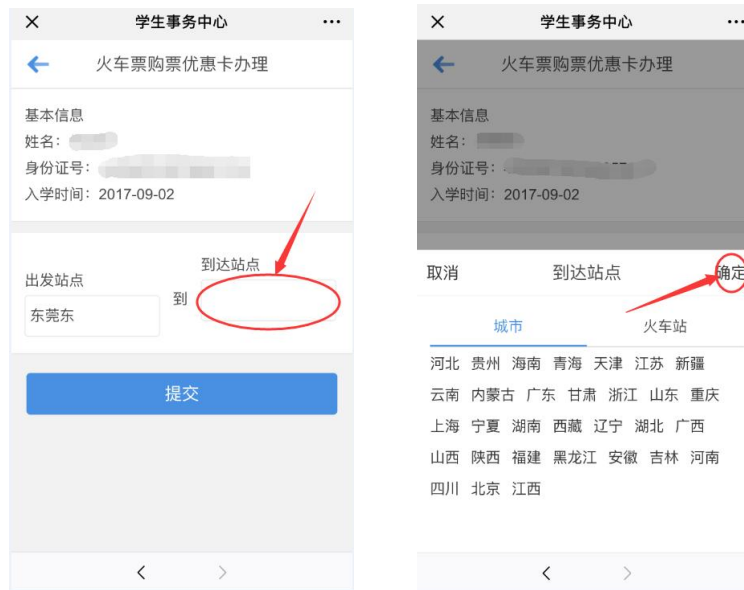 学生事务中心
火车票购票优惠卡办理
基本信息
姓名：
身份证号：
入学时间：2017-09-02
到达站点
出发站点
到
东莞东
提交
学生事务中心
火车票购票优惠卡办理
基本信息
姓名：
身份证号：
入学时间：2017-09-02
取消 到达站点 确定
城市 火车站
河北 贵州 海南 青海 天津 江苏 新疆
云南 内蒙古 广东 甘肃 浙江 山东 重庆
上海 宁夏 湖南 西藏 辽宁 湖北 广西
山西 陕西 福建 黑龙江 安徽 吉林 河南
四川 北京 江西